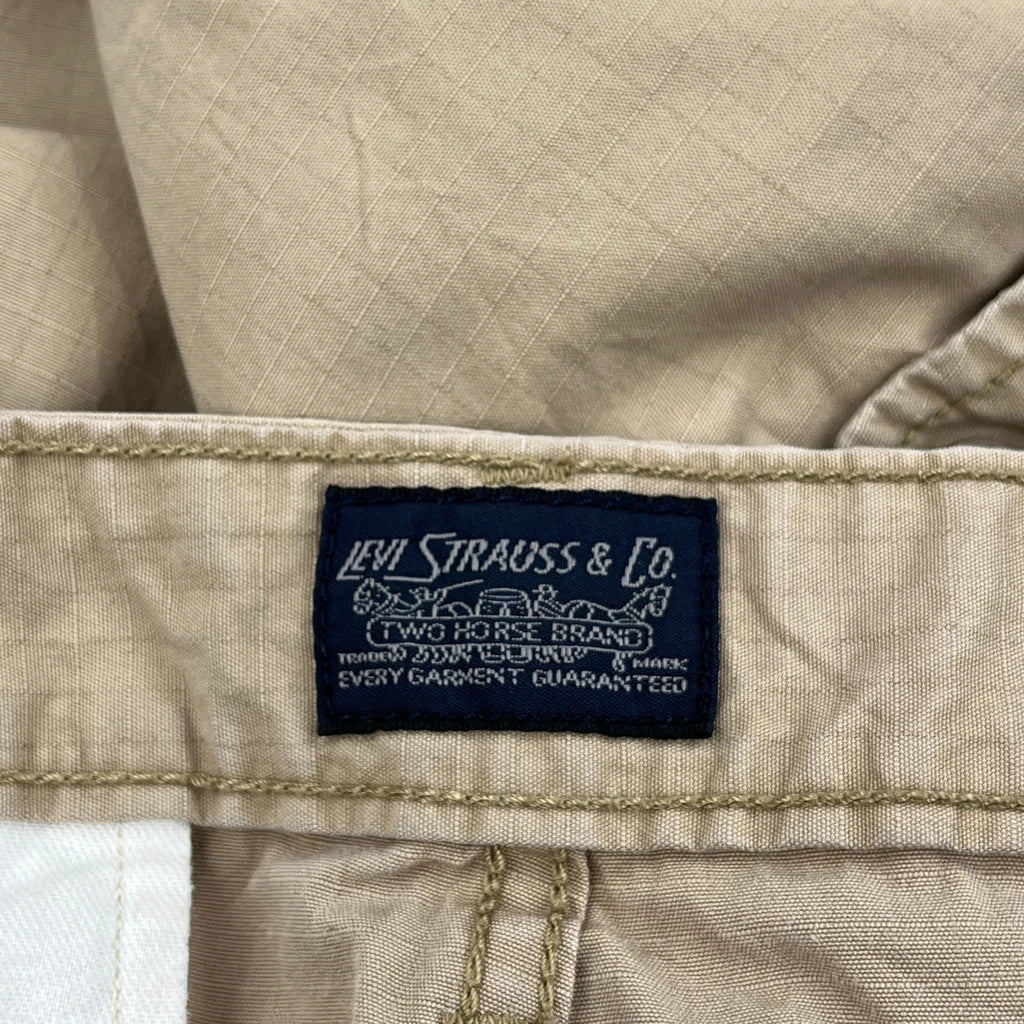 LEVI STRAUSS & CO.
TWO HORSE BRAND
TRADE MARK
EVERY GARMENT GUARANTEED